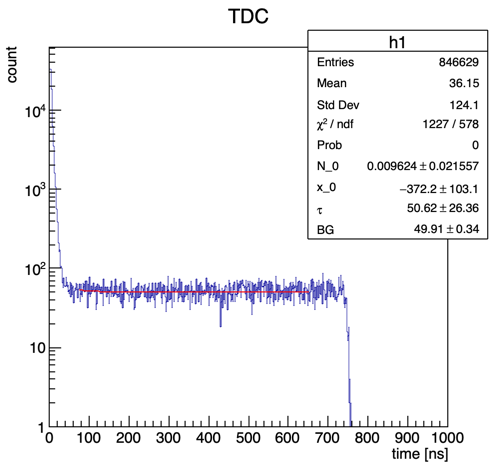 TDC
h1
Entries 846629
Mean 36.15
Std Dev 124.1
χ² / ndf 1227 / 578
Prob 0
N_0 0.009624 ± 0.021557
x_0 −372.2 ± 103.1
τ 50.62 ± 26.36
BG 49.91 ± 0.34
count
10⁴
10³
10²
10
1
0 100 200 300 400 500 600 700 800 900 1000
time [ns]